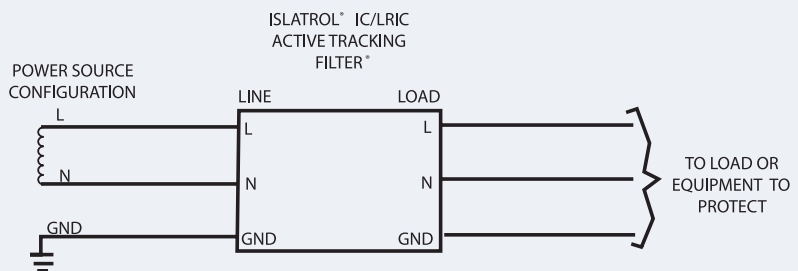 ISLATROL® IC/LRIC
ACTIVE TRACKING
FILTER®
POWER SOURCE
CONFIGURATION
LINE
LOAD
L
L
L
N
N
N
GND
GND
GND
TO LOAD OR
EQUIPMENT TO
PROTECT